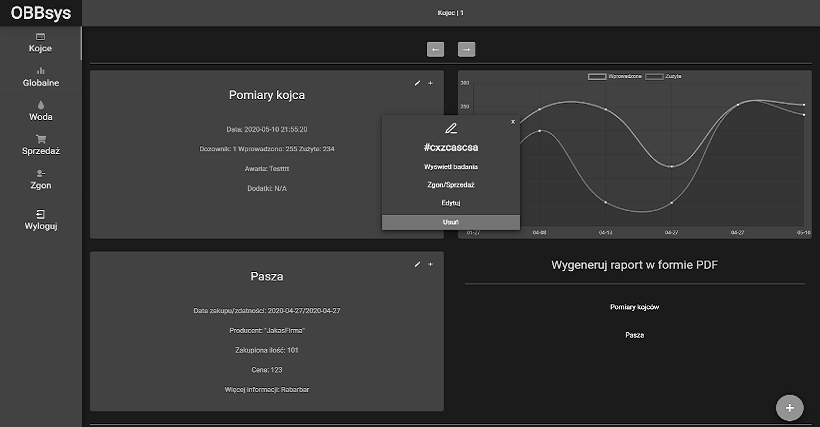 OBBsys
Kojec | 1
Kojce
Globalne
Woda
Sprzedaż
Zgon
Wyloguj
← →
Pomiary kojca
Data: 2020-05-10 21:55:20
Dozownik: 1 Wprowadzone: 255 Zużyte: 234
Awaria: Testttt
Dodatki: N/A
Wprowadzone Zużyte
300
250
01-27 04-08 04-13 04-27 04-27 05-10
x
#cxzcascsa
Wyświetl badania
Zgon/Sprzedaż
Edytuj
Usuń
Pasza
Data zakupu/zdatności: 2020-04-27/2020-04-27
Producent: "JakasFirma"
Zakupiona ilość: 101
Cena: 123
Więcej informacji: Rabarbar
Wygeneruj raport w formie PDF
Pomiary kojców
Pasza
+